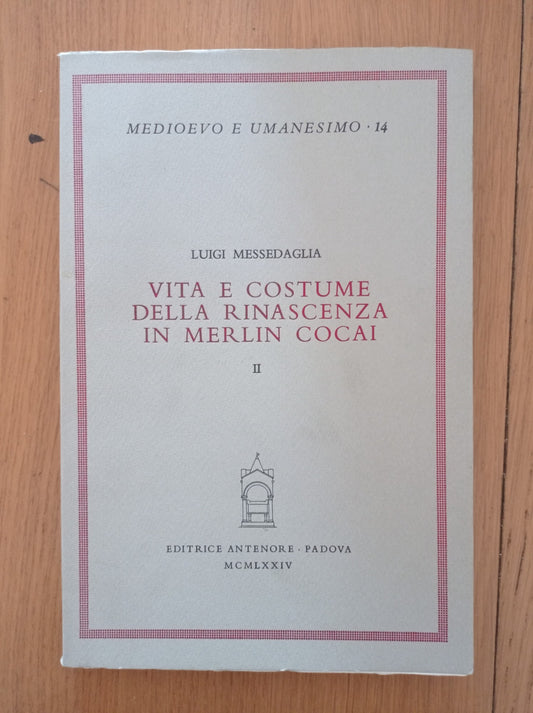 MEDIOEVO E UMANESIMO · 14
LUIGI MESSEDAGLIA
VITA E COSTUME
DELLA RINASCENZA
IN MERLIN COCAI
II
EDITRICE ANTENORE · PADOVA
MCMLXXIV